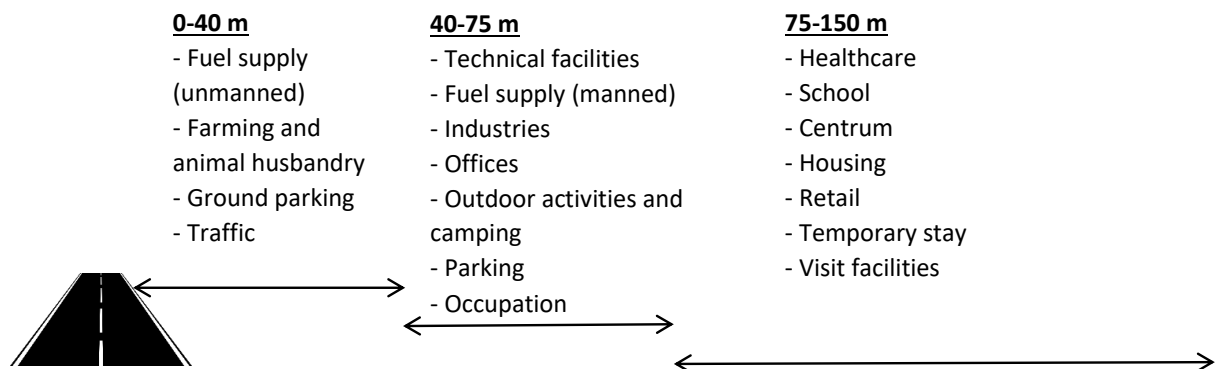 0-40 m
- Fuel supply
(unmanned)
- Farming and
animal husbandry
- Ground parking
- Traffic
40-75 m
- Technical facilities
- Fuel supply (manned)
- Industries
- Offices
- Outdoor activities and
camping
- Parking
- Occupation
75-150 m
- Healthcare
- School
- Centrum
- Housing
- Retail
- Temporary stay
- Visit facilities